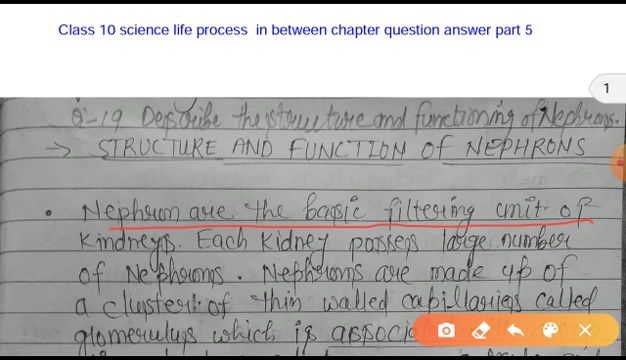 Class 10 science life process in between chapter question answer part 5
1
Q-19 Describe the structure and functioning of Nephrons.
→ STRUCTURE AND FUNCTION OF NEPHRONS
• Nephron are the basic filtering unit of
Kindneys. Each Kidney possess large number
of Nephrons. Nephrons are made up of
a cluster of thin walled capillaries called
glomerulus which is